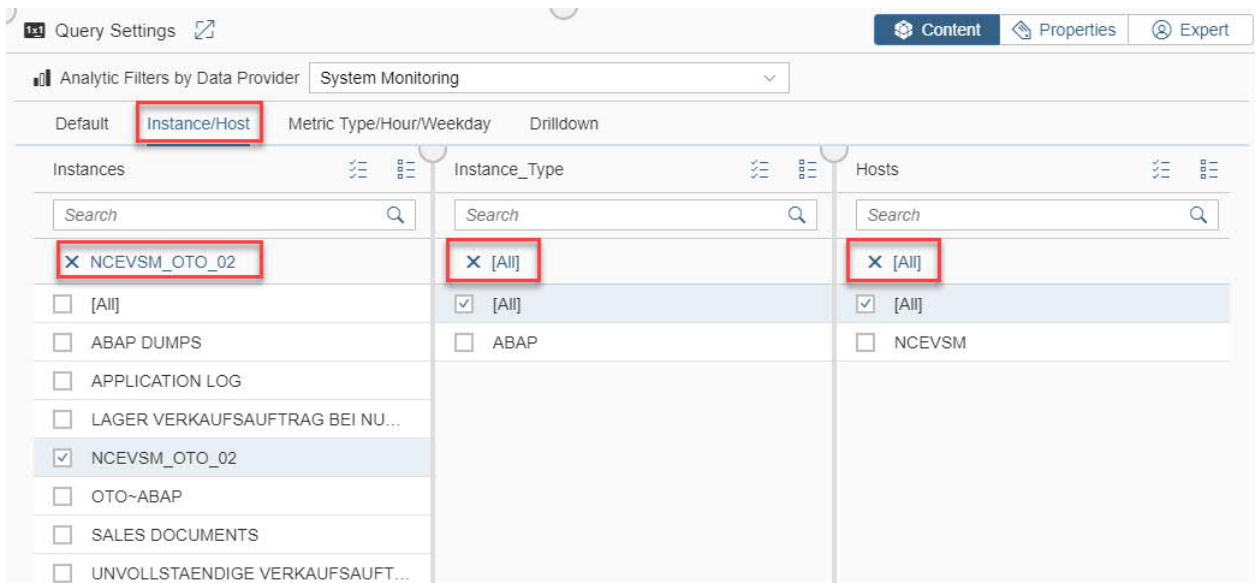 1x1 Query Settings
Content Properties Expert
Analytic Filters by Data Provider System Monitoring
Default Instance/Host Metric Type/Hour/Weekday Drilldown
Instances Instance_Type Hosts
Search Search Search
NCEVSM_OTO_02 [All] [All]
[All] [All] [All]
ABAP DUMPS ABAP NCEVSM
APPLICATION LOG
LAGER VERKAUFSAUFTRAG BEI NU...
NCEVSM_OTO_02
OTO~ABAP
SALES DOCUMENTS
UNVOLLSTAENDIGE VERKAUFSAUFT...